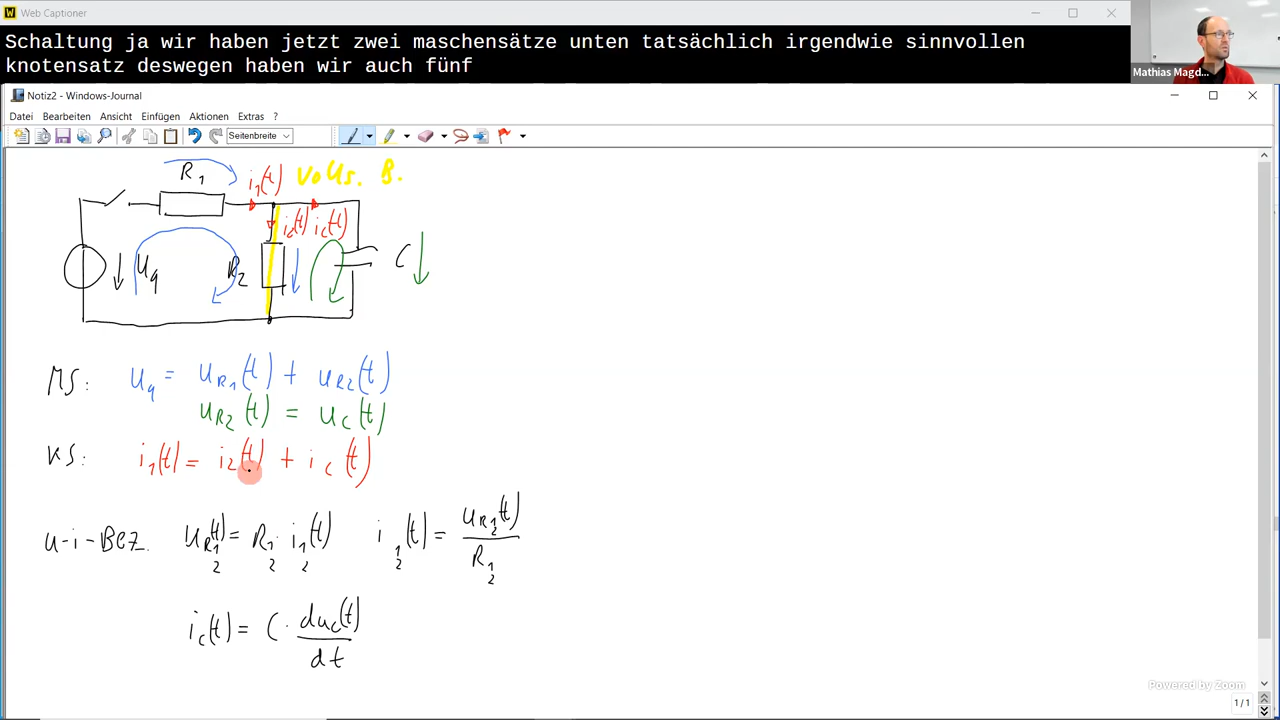 Web Captioner
Schaltung ja wir haben jetzt zwei maschensätze unten tatsächlich irgendwie sinnvollen
knotensatz deswegen haben wir auch fünf
Mathias Magd...
Notiz2 - Windows-Journal
Datei Bearbeiten Ansicht Einfügen Aktionen Extras ?
Seitenbreite
R1 i1(t) volls. B.
ic(t) ic(t)
Uq R2 C
MS: uq = uR1(t) + uR2(t)
uR2(t) = uc(t)
KS: i1(t) = i2(t) + ic(t)
u-i-Bez. uR1/2(t) = R1/2 · i1/2(t) i1/2(t) = uR1/2(t) / R1/2
ic(t) = C · duc(t)/dt
Powered by Zoom
1 / 1